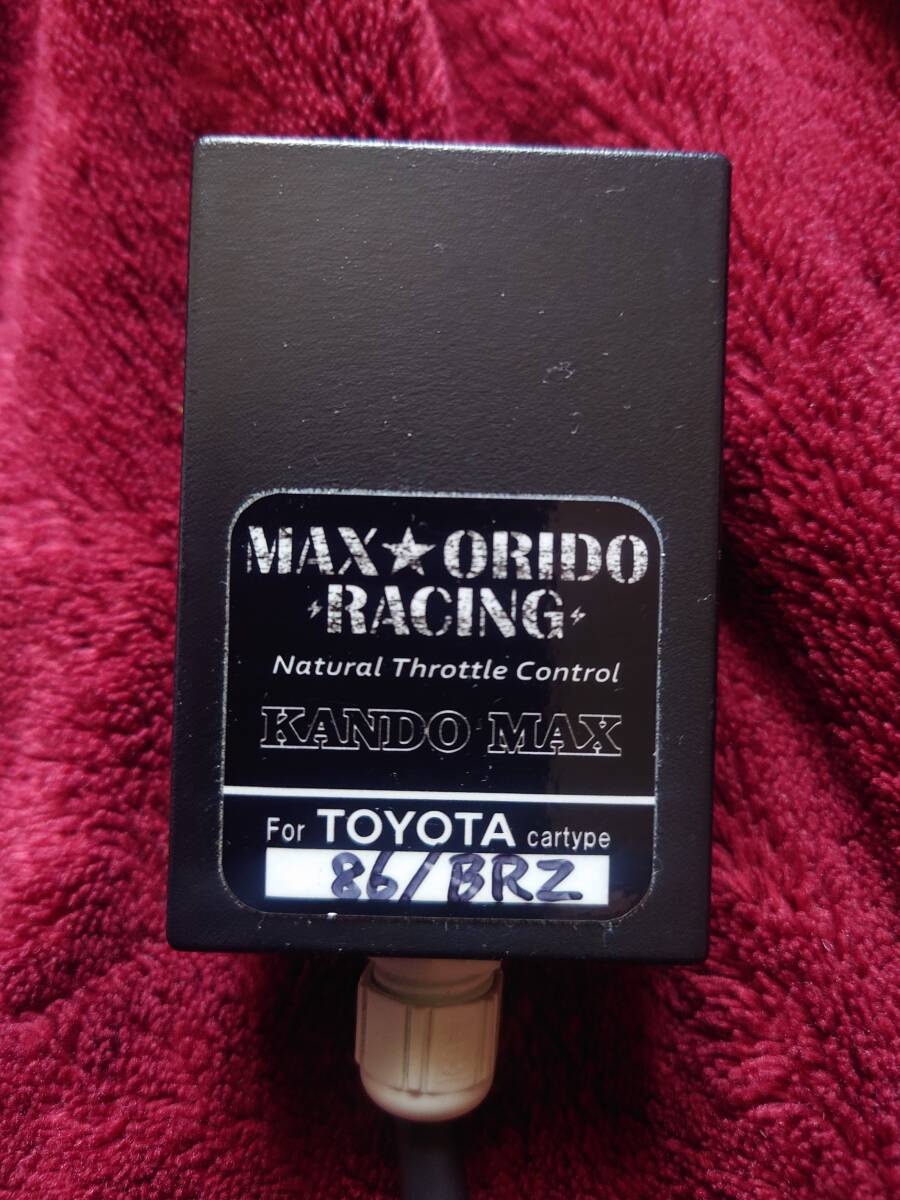 MAX★ORIDO
RACING
Natural Throttle Control
KANDO MAX
For TOYOTA cartype
86/BRZ